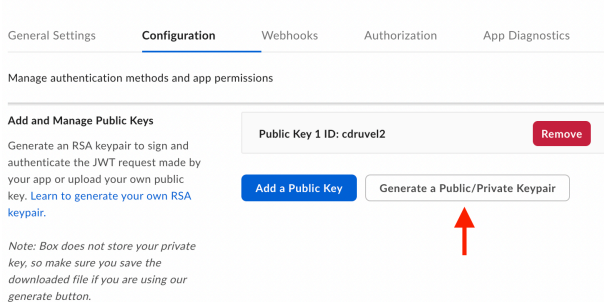 General Settings Configuration Webhooks Authorization App Diagnostics
Manage authentication methods and app permissions
Add and Manage Public Keys
Generate an RSA keypair to sign and
authenticate the JWT request made by
your app or upload your own public
key. Learn to generate your own RSA
keypair.
Note: Box does not store your private
key, so make sure you save the
downloaded file if you are using our
generate button.
Public Key 1 ID: cdruvel2
Remove
Add a Public Key
Generate a Public/Private Keypair